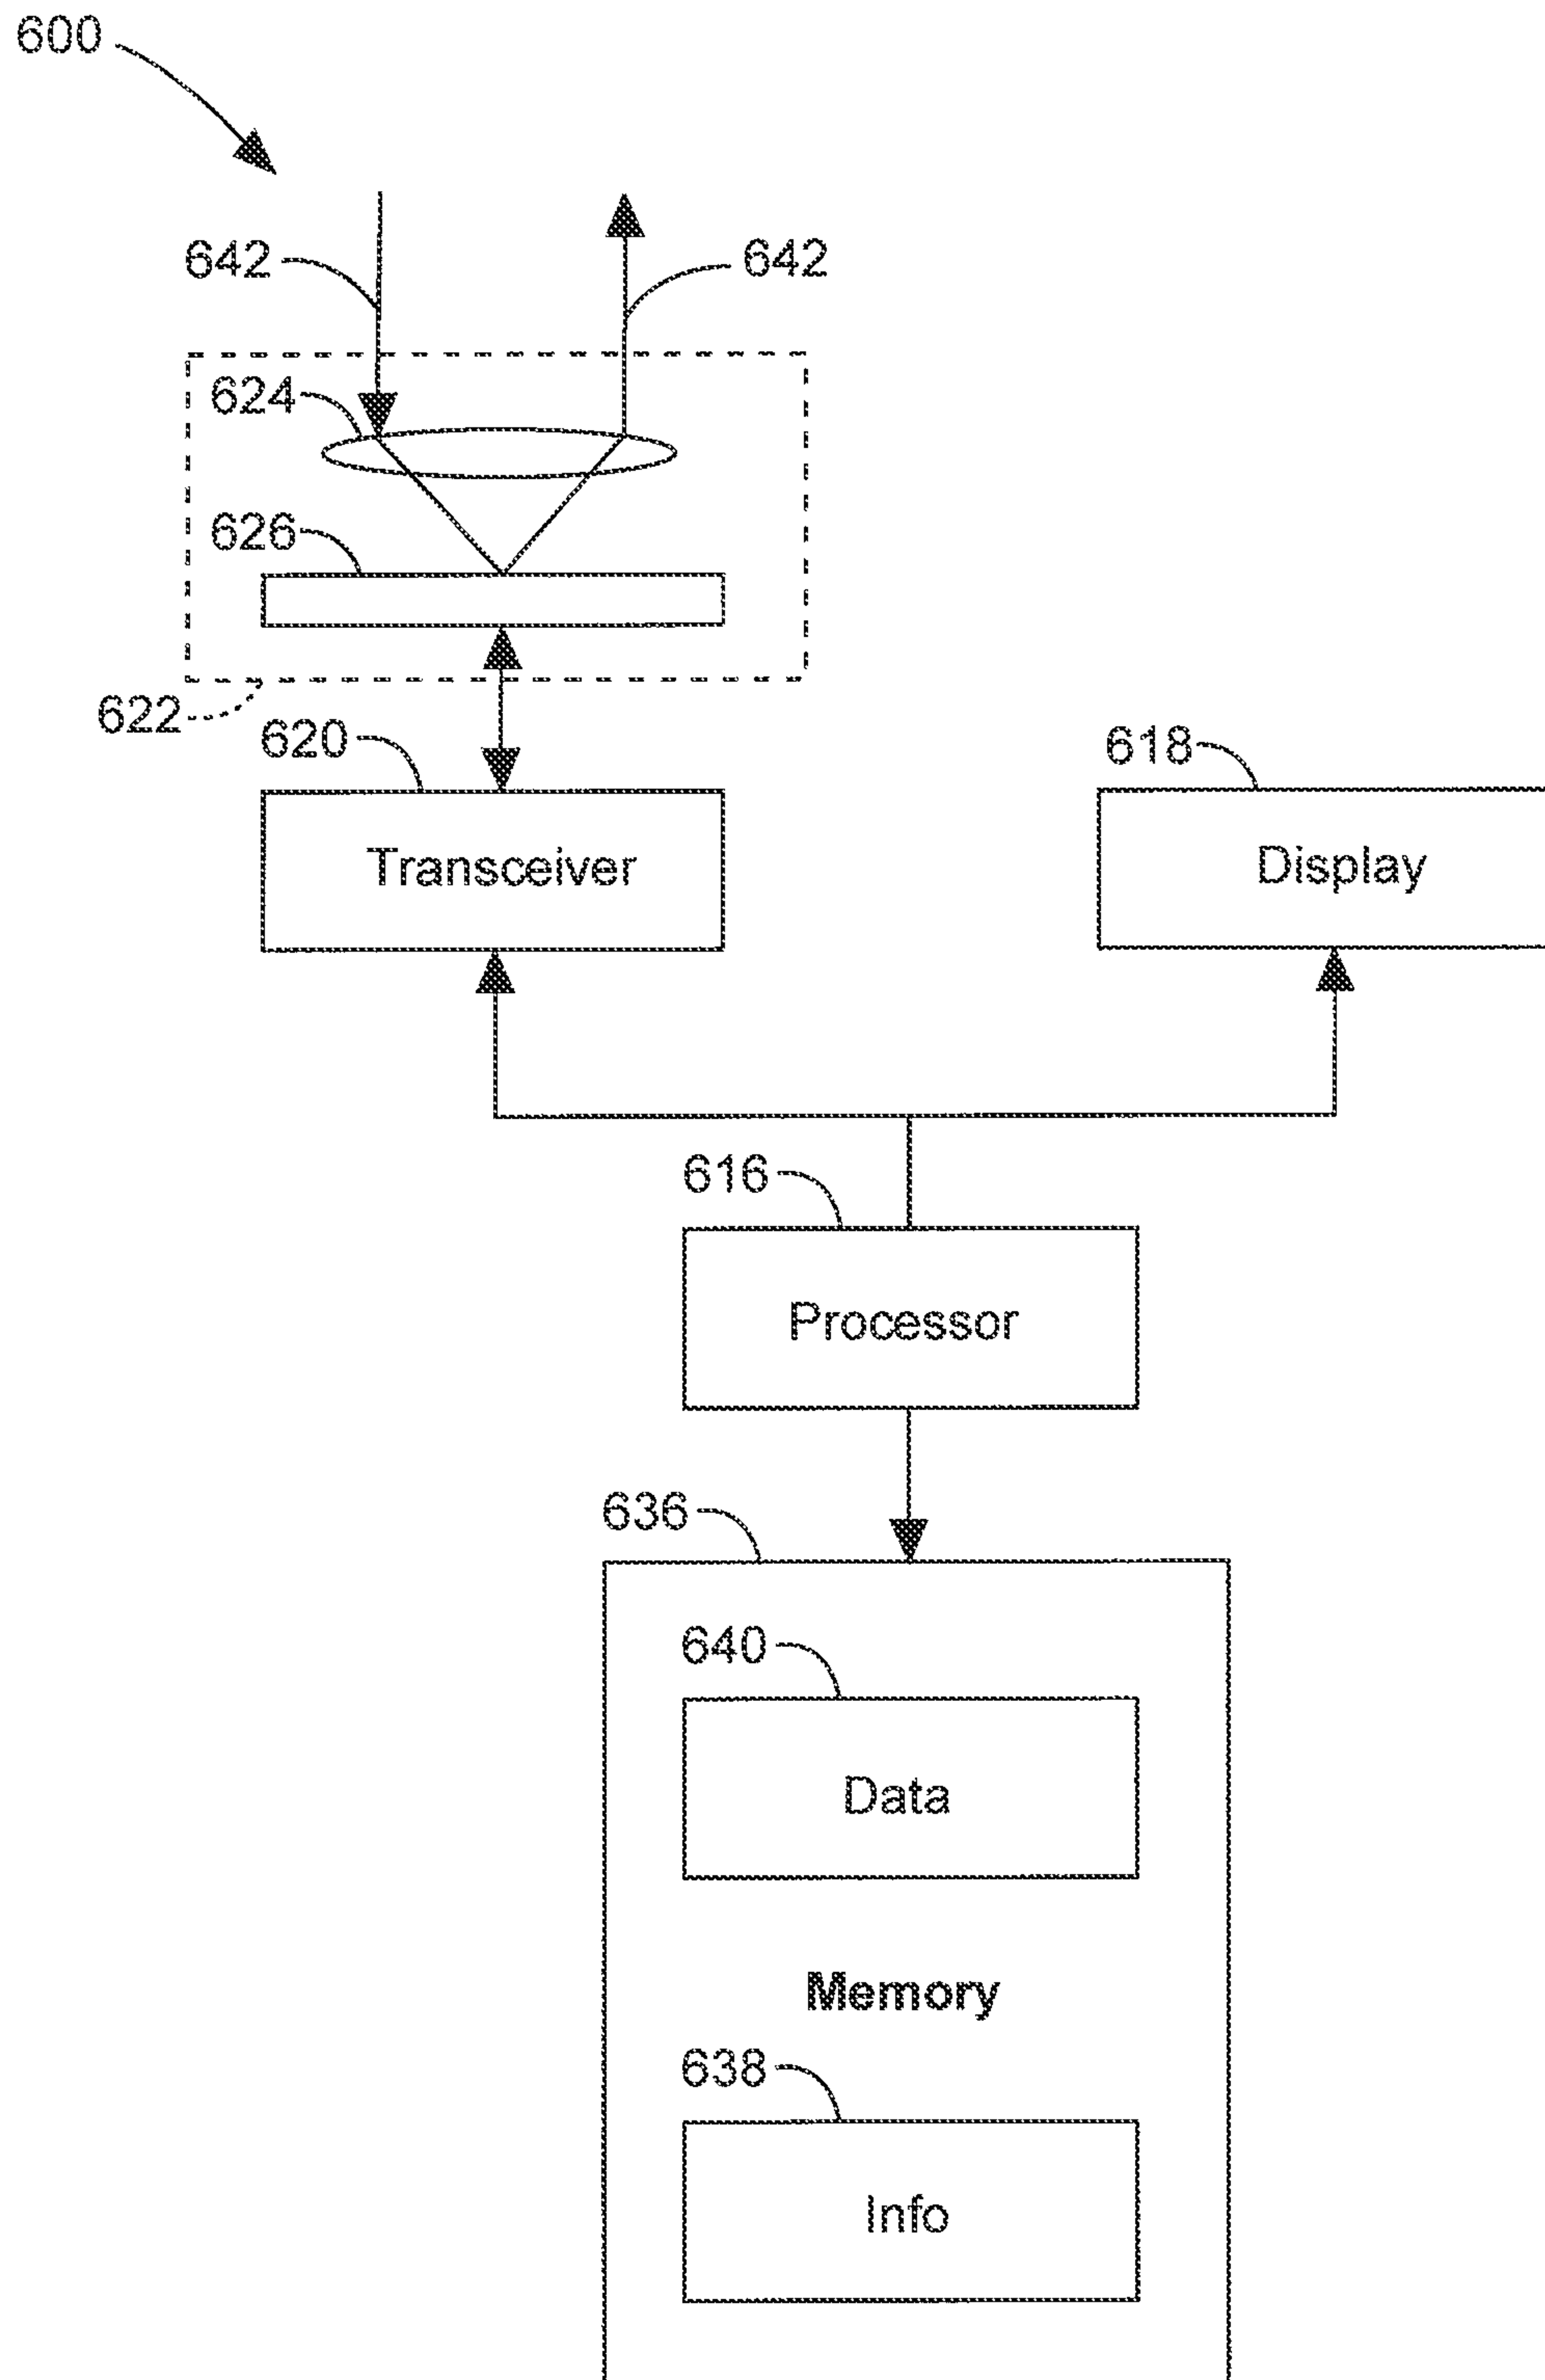 600
642
642
624
626
622
620
618
Transceiver
Display
616
Processor
636
640
Data
Memory
638
Info